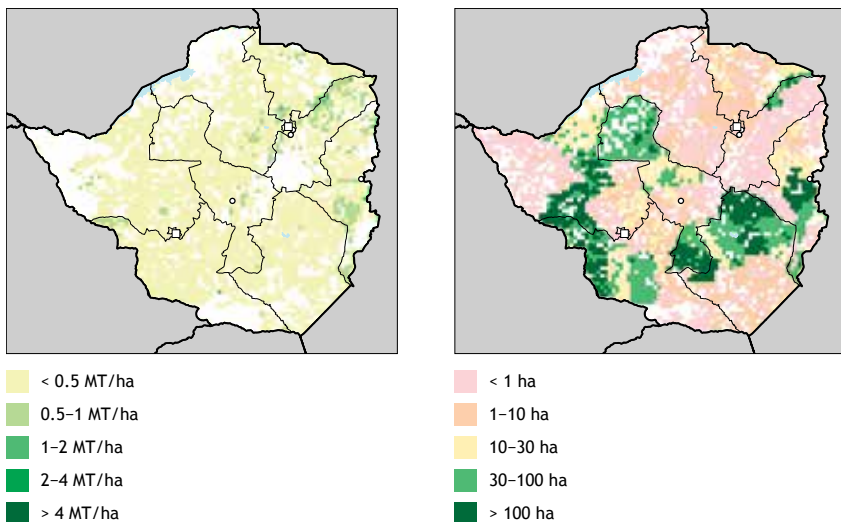 < 0.5 MT/ha
0.5–1 MT/ha
1–2 MT/ha
2–4 MT/ha
> 4 MT/ha
< 1 ha
1–10 ha
10–30 ha
30–100 ha
> 100 ha